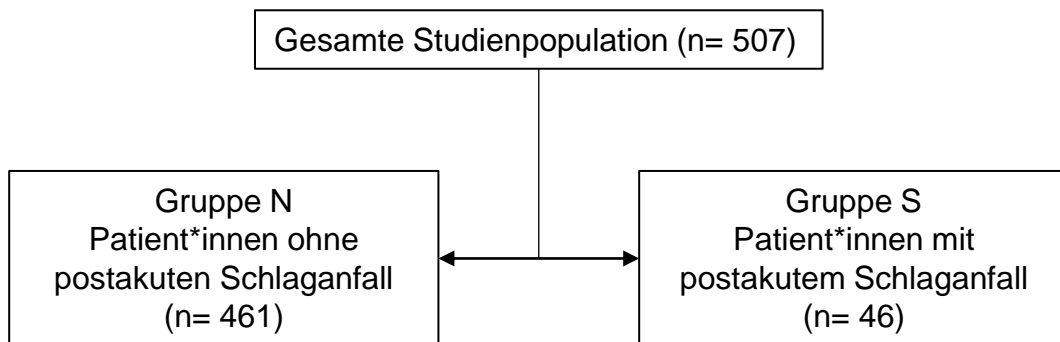 Gesamte Studienpopulation (n= 507)
Gruppe N
Patient*innen ohne
postakuten Schlaganfall
(n= 461)
Gruppe S
Patient*innen mit
postakutem Schlaganfall
(n= 46)